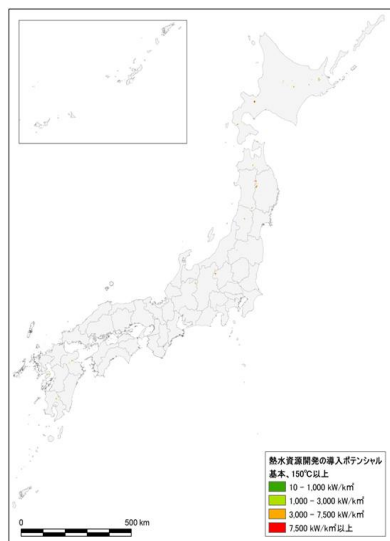 熱水資源開発の導入ポテンシャル
基本、150℃以上
10 - 1,000 kW/km²
1,000 - 3,000 kW/km²
3,000 - 7,500 kW/km²
7,500 kW/km²以上
0 500 km